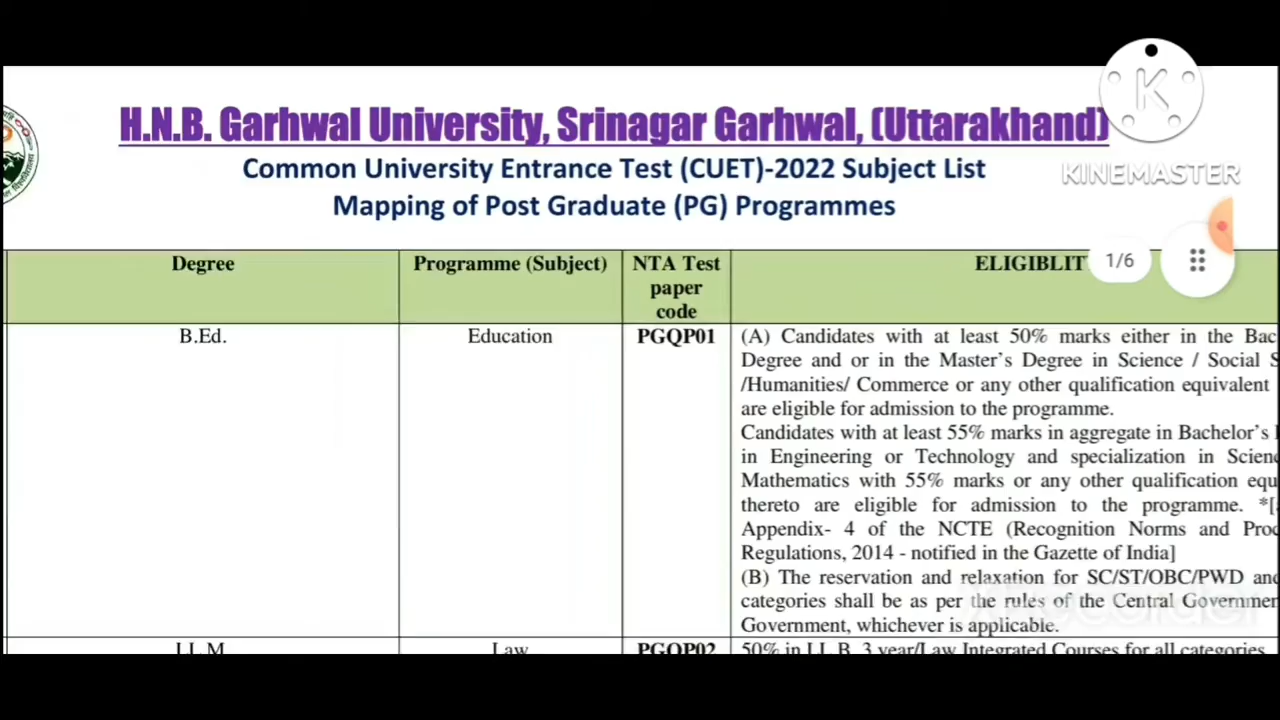 H.N.B. Garhwal University, Srinagar Garhwal, (Uttarakhand)
Common University Entrance Test (CUET)-2022 Subject List
Mapping of Post Graduate (PG) Programmes
K
KINEMASTER
1/6
Degree
Programme (Subject)
NTA Test
paper
code
ELIGIBLIT
B.Ed.
Education
PGQP01
(A) Candidates with at least 50% marks either in the Bac
Degree and or in the Master's Degree in Science / Social S
/Humanities/ Commerce or any other qualification equivalent
are eligible for admission to the programme.
Candidates with at least 55% marks in aggregate in Bachelor's
in Engineering or Technology and specialization in Scien
Mathematics with 55% marks or any other qualification equ
thereto are eligible for admission to the programme. *[
Appendix- 4 of the NCTE (Recognition Norms and Proc
Regulations, 2014 - notified in the Gazette of India]
(B) The reservation and relaxation for SC/ST/OBC/PWD and
categories shall be as per the rules of the Central Governmen
Government, whichever is applicable.
LL.M
Law
PGQP02
50% in LL.B. 3 year/Law Integrated Courses for all categories